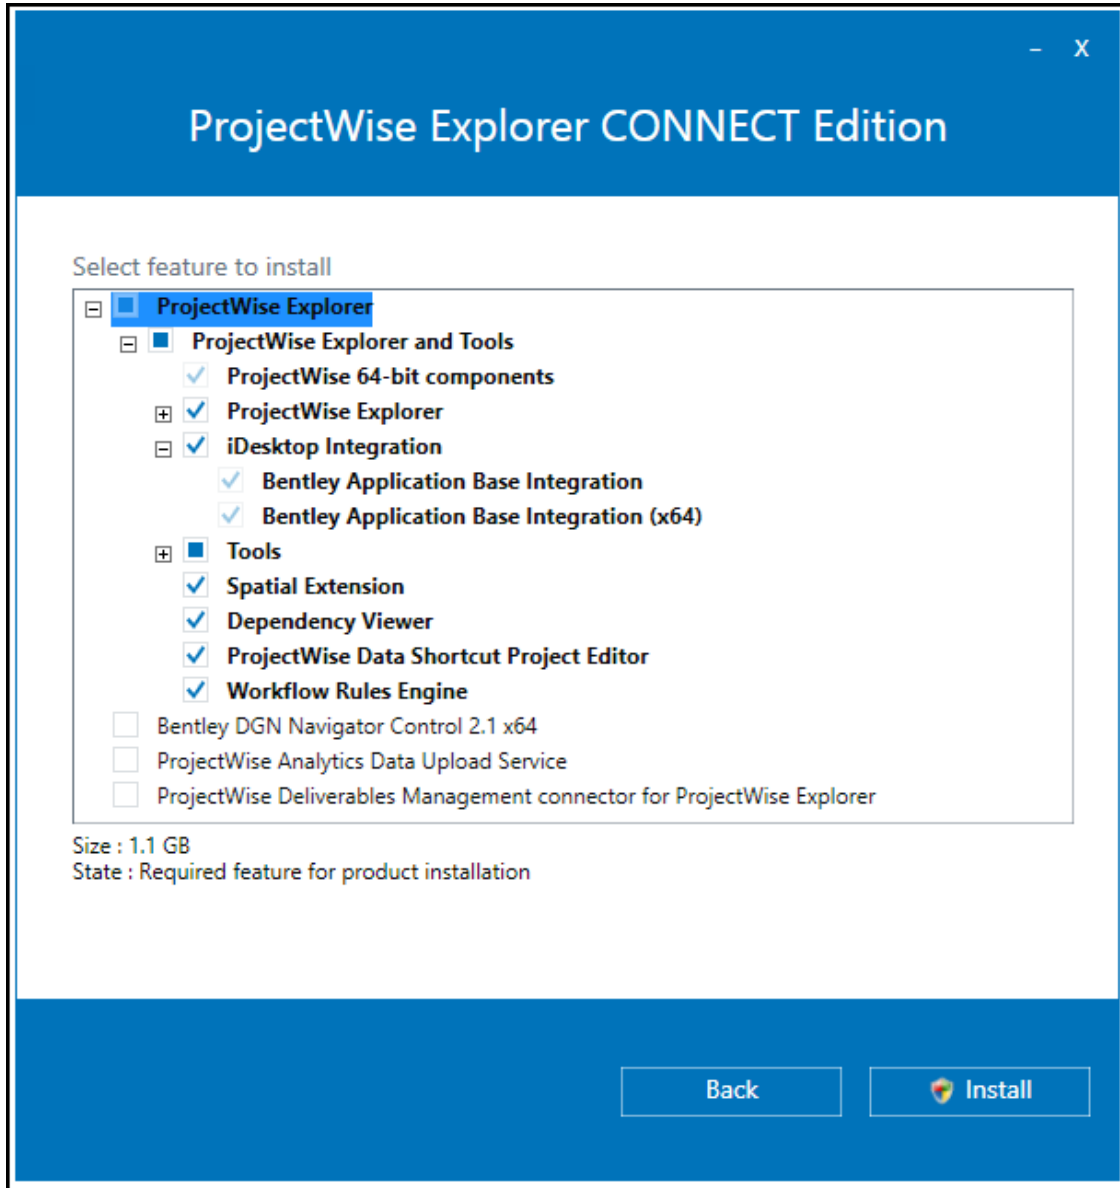 – X
ProjectWise Explorer CONNECT Edition
Select feature to install
ProjectWise Explorer
ProjectWise Explorer and Tools
ProjectWise 64-bit components
ProjectWise Explorer
iDesktop Integration
Bentley Application Base Integration
Bentley Application Base Integration (x64)
Tools
Spatial Extension
Dependency Viewer
ProjectWise Data Shortcut Project Editor
Workflow Rules Engine
Bentley DGN Navigator Control 2.1 x64
ProjectWise Analytics Data Upload Service
ProjectWise Deliverables Management connector for ProjectWise Explorer
Size : 1.1 GB
State : Required feature for product installation
Back Install